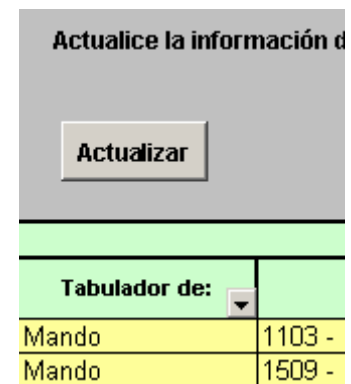 Actualice la información d
Actualizar
Tabulador de:
Mando 1103 -
Mando 1509 -